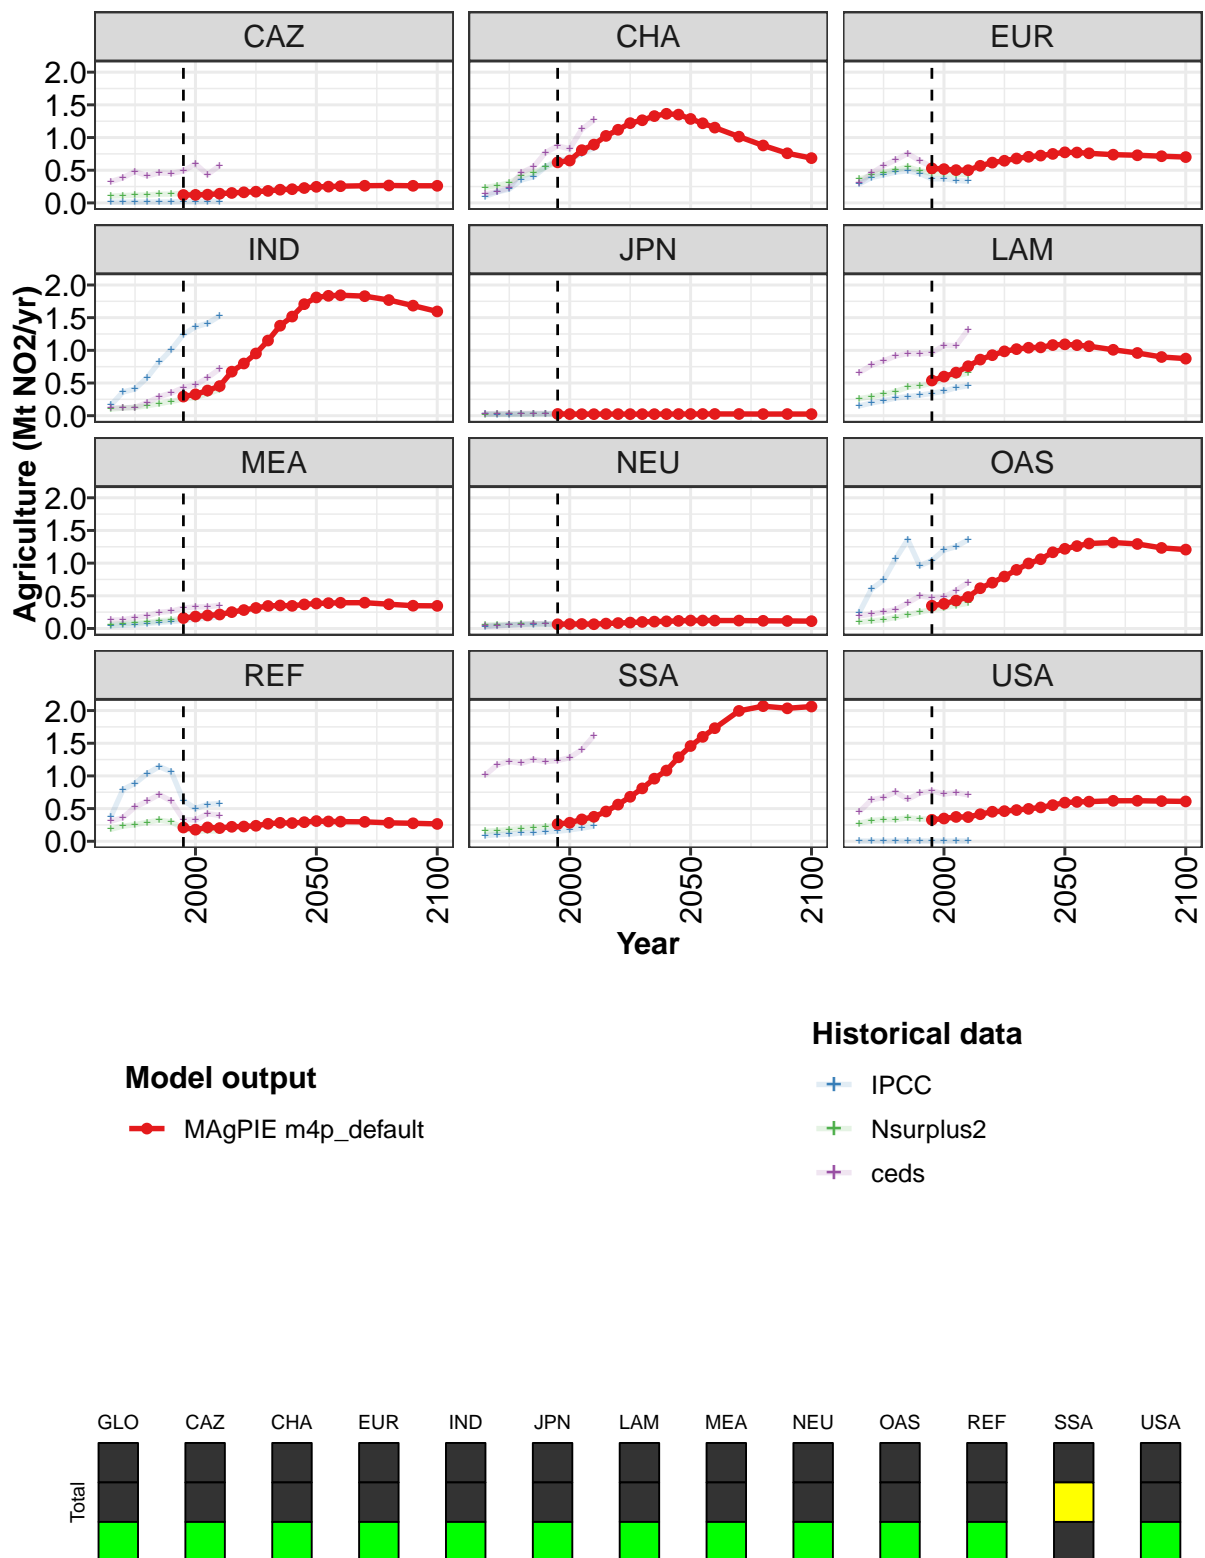 CAZ CHA EUR
2.0
1.5
1.0
0.5
0.0
IND JPN LAM
2.0
1.5
1.0
0.5
0.0
MEA NEU OAS
2.0
1.5
1.0
0.5
0.0
REF SSA USA
2.0
1.5
1.0
0.5
0.0
Agriculture (Mt NO2/yr)
2000 2050 2100 2000 2050 2100 2000 2050 2100
Year
Model output
MAgPIE m4p_default
Historical data
IPCC
Nsurplus2
ceds
GLO CAZ CHA EUR IND JPN LAM MEA NEU OAS REF SSA USA
Total